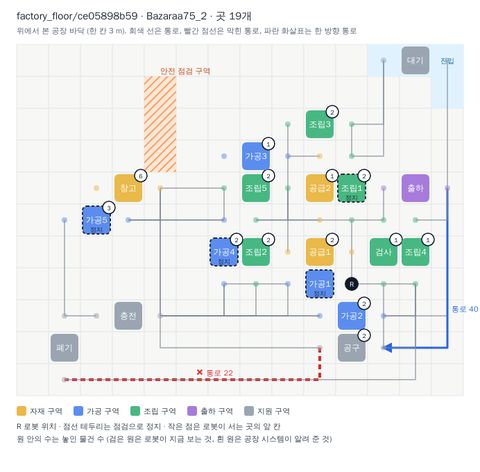 factory_floor/ce05898b59 · Bazaraa75_2 · 곳 19개
위에서 본 공장 바닥 (한 칸 3 m). 회색 선은 통로, 빨간 점선은 막힌 통로, 파란 화살표는 한 방향 통로
대기
진입
안전 점검 구역
조립3 2
가공3 1
창고 6
조립5 2
공급2 1
조립1 2
정지
출하
가공5 3
정지
가공4 2
정지
조립2 2
공급1 2
검사 1
조립4 1
가공1
정지
R
충전
가공2 2
통로 40
폐기
공구 2
✖ 통로 22
자재 구역
가공 구역
조립 구역
출하 구역
지원 구역
R 로봇 위치 · 점선 테두리는 점검으로 정지 · 작은 점은 로봇이 서는 곳의 앞 칸
원 안의 수는 놓인 물건 수 (검은 원은 로봇이 지금 보는 것, 흰 원은 공장 시스템이 알려 준 것)